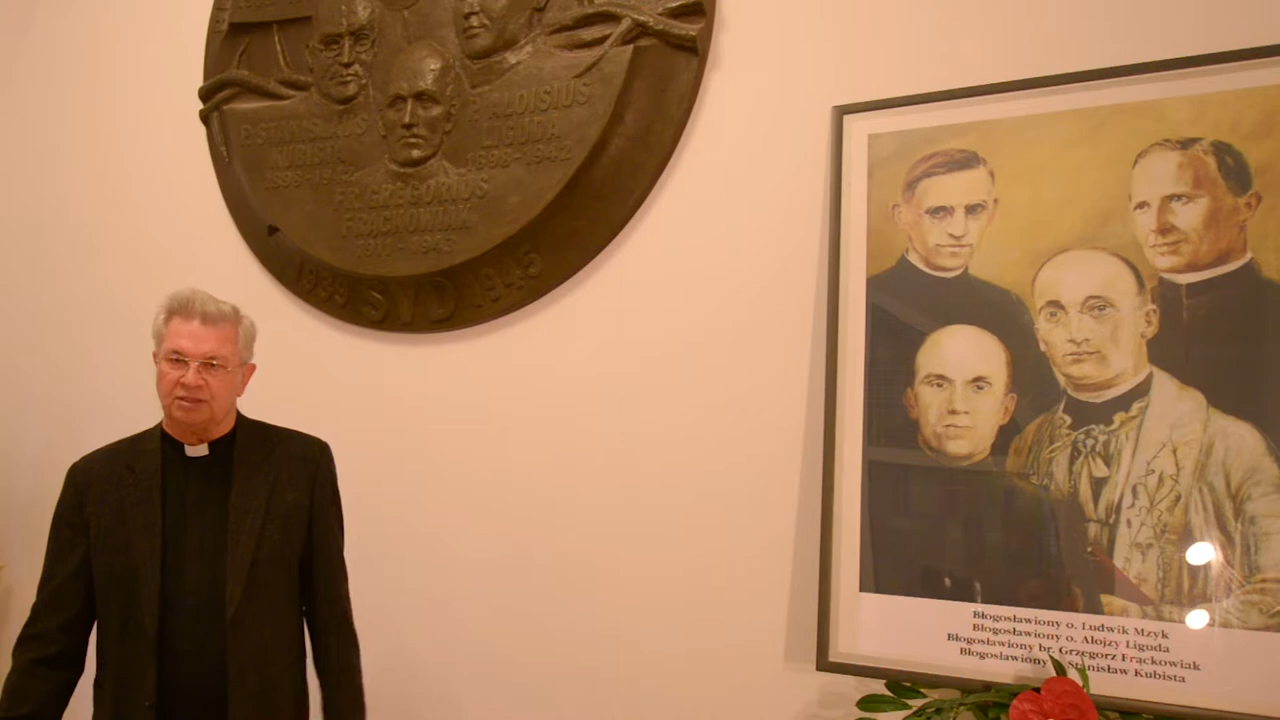 P. STANISLAUS
KUBISTA
1898-1942
P. ALOISIUS
LIGUDA
1898-1942
FR. GREGORIUS
FRĄCKOWIAK
1911-1943
1939 SVD 1945
Błogosławiony o. Ludwik Mzyk
Błogosławiony o. Alojzy Liguda
Błogosławiony br. Grzegorz Frąckowiak
Błogosławiony Stanisław Kubista